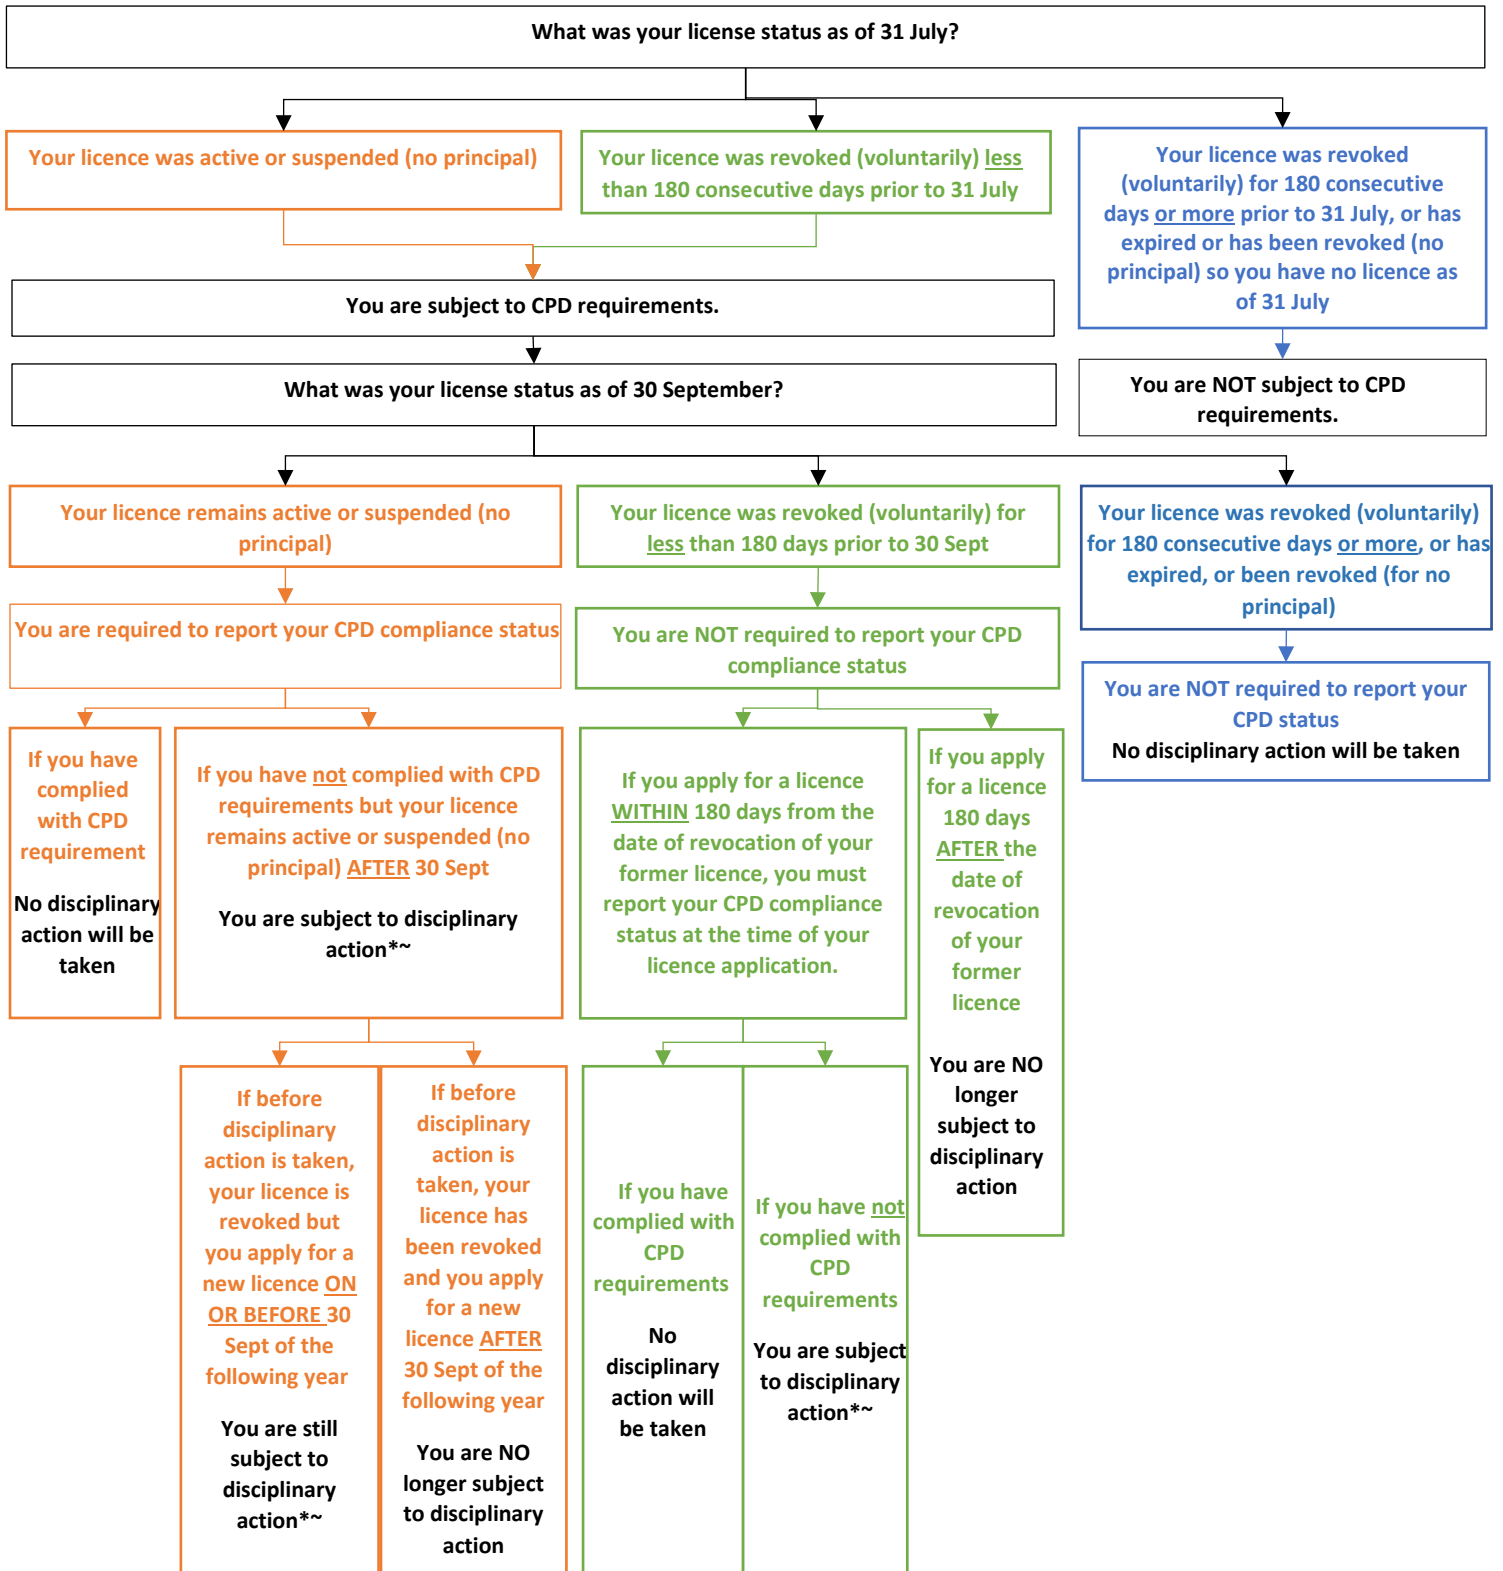 What was your license status as of 31 July?
Your licence was active or suspended (no principal)
Your licence was revoked (voluntarily) less
than 180 consecutive days prior to 31 July
Your licence was revoked
(voluntarily) for 180 consecutive
days or more prior to 31 July, or has
expired or has been revoked (no
principal) so you have no licence as
of 31 July
You are subject to CPD requirements.
You are NOT subject to CPD
requirements.
What was your license status as of 30 September?
Your licence remains active or suspended (no
principal)
Your licence was revoked (voluntarily) for
less than 180 days prior to 30 Sept
Your licence was revoked (voluntarily)
for 180 consecutive days or more, or has
expired, or been revoked (for no
principal)
You are required to report your CPD compliance status
You are NOT required to report your CPD
compliance status
You are NOT required to report your
CPD status
No disciplinary action will be taken
If you have
complied
with CPD
requirement
No disciplinary
action will be
taken
If you have not complied with CPD
requirements but your licence
remains active or suspended (no
principal) AFTER 30 Sept
You are subject to disciplinary
action*~
If you apply for a licence
WITHIN 180 days from the
date of revocation of your
former licence, you must
report your CPD compliance
status at the time of your
licence application.
If you apply
for a licence
180 days
AFTER the
date of
revocation
of your
former
licence
You are NO
longer
subject to
disciplinary
action
If before
disciplinary
action is taken,
your licence is
revoked but
you apply for a
new licence ON
OR BEFORE 30
Sept of the
following year
You are still
subject to
disciplinary
action*~
If before
disciplinary
action is
taken, your
licence has
been revoked
and you apply
for a new
licence AFTER
30 Sept of the
following year
You are NO
longer subject
to disciplinary
action
If you have
complied with
CPD
requirements
No
disciplinary
action will
be taken
If you have not
complied with
CPD
requirements
You are subject
to disciplinary
action*~